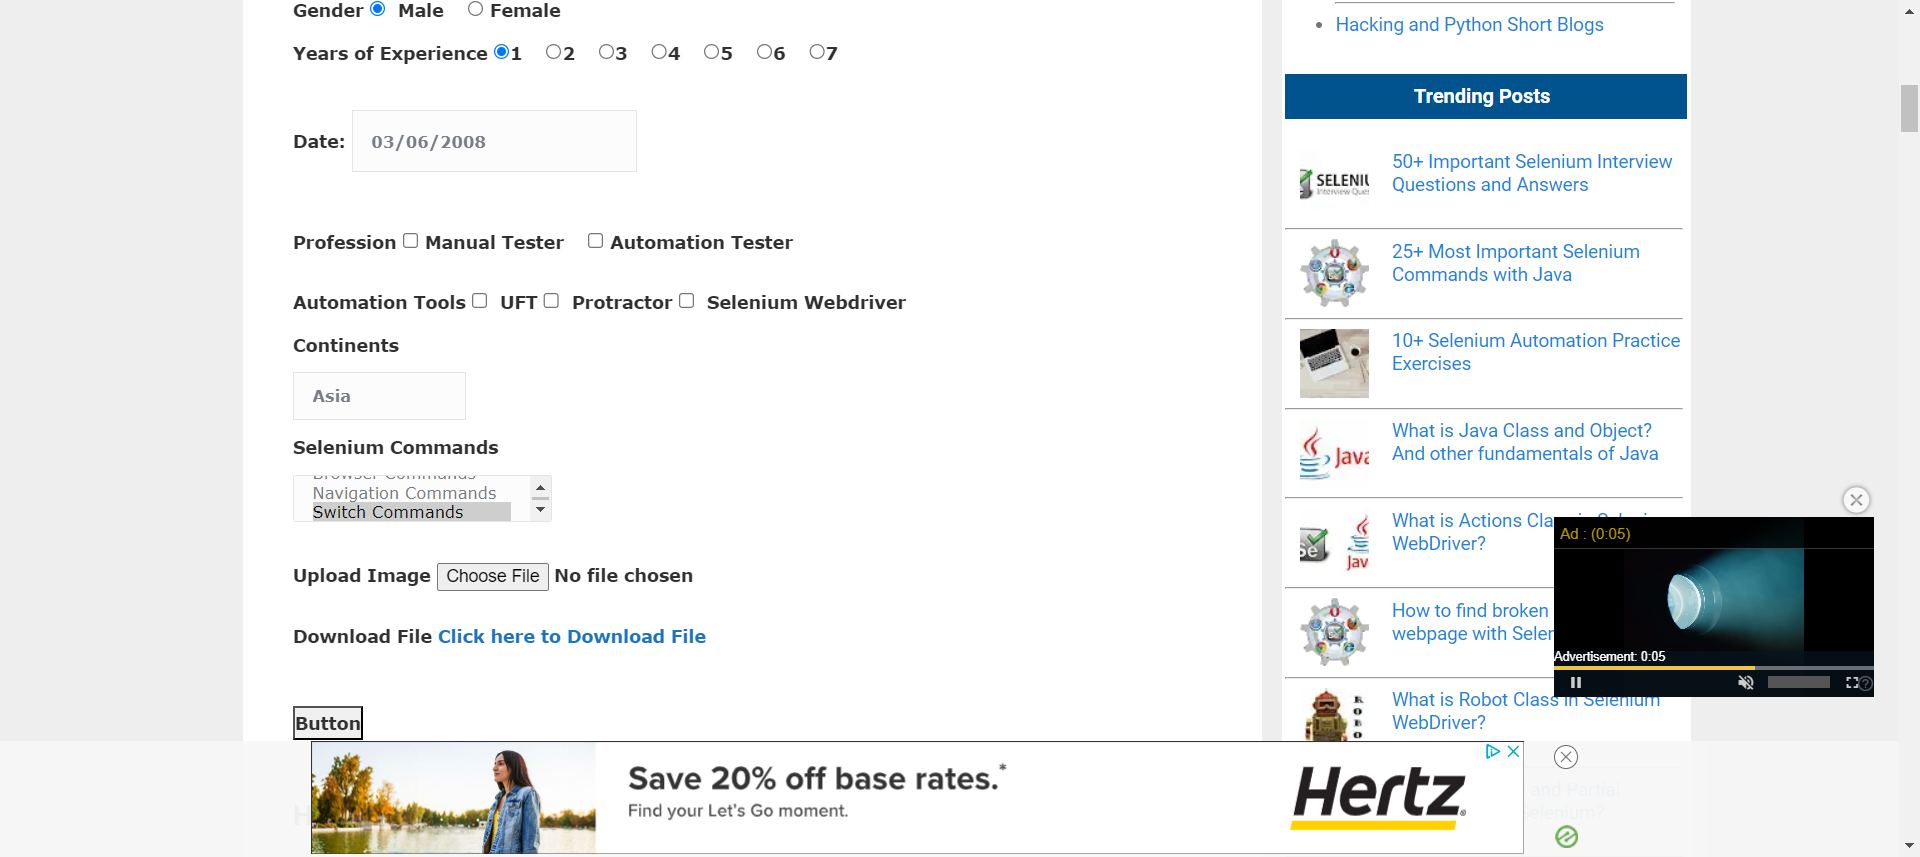 Gender Male Female
Years of Experience 1 2 3 4 5 6 7
Date: 03/06/2008
Profession Manual Tester Automation Tester
Automation Tools UFT Protractor Selenium Webdriver
Continents
Asia
Selenium Commands
Browser Commands
Navigation Commands
Switch Commands
Upload Image Choose File No file chosen
Download File Click here to Download File
Button
Hacking and Python Short Blogs
Trending Posts
50+ Important Selenium Interview
Questions and Answers
25+ Most Important Selenium
Commands with Java
10+ Selenium Automation Practice
Exercises
Java
What is Java Class and Object?
And other fundamentals of Java
Se
Jav
What is Actions Cla
WebDriver?
How to find broken
webpage with Seler
ROBO
What is Robot Class in Selenium
WebDriver?
and Partial
Selenium?
Ad : (0:05)
Advertisement: 0:05
Save 20% off base rates.*
Find your Let's Go moment.
Hertz